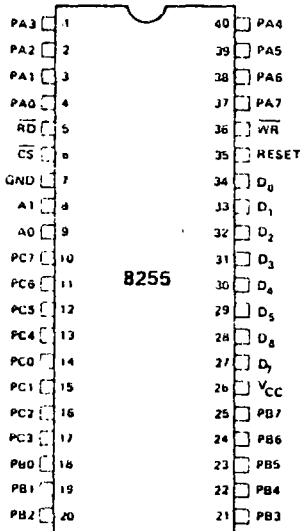 PA3 1 40 PA4
PA2 2 39 PA5
PA1 3 38 PA6
PA0 4 37 PA7
R̅D̅ 5 36 W̅R̅
C̅S̅ 6 35 RESET
GND 7 34 D₀
A1 8 33 D₁
A0 9 32 D₂
PC7 10 31 D₃
8255
PC6 11 30 D₄
PC5 12 29 D₅
PC4 13 28 D₈
PC0 14 27 D₇
PC1 15 26 VCC
PC2 16 25 PB7
PC3 17 24 PB6
PB0 18 23 PB5
PB1 19 22 PB4
PB2 20 21 PB3